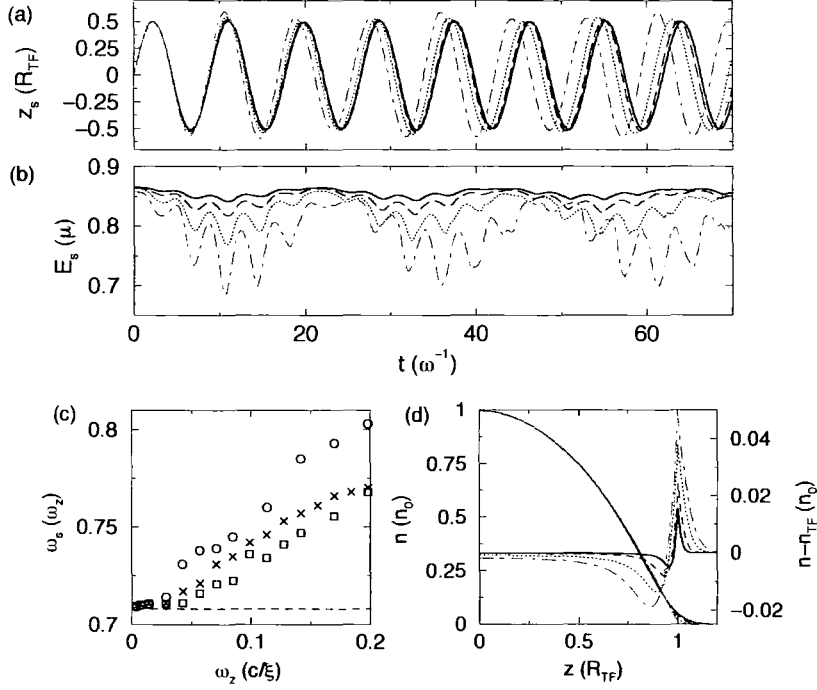 (a)
z_s (R_TF)
0.5
0.25
0
−0.25
−0.5
(b)
E_s (μ)
0.9
0.8
0.7
0
20
40
60
t (ω⁻¹)
(c)
ω_s (ω_z)
0.8
0.75
0.7
0
0.1
0.2
ω_z (c/ξ)
(d)
n (n₀)
1
0.75
0.5
0.25
0
0
0.5
1
z (R_TF)
0.04
0.02
0
−0.02
n−n_TF (n₀)